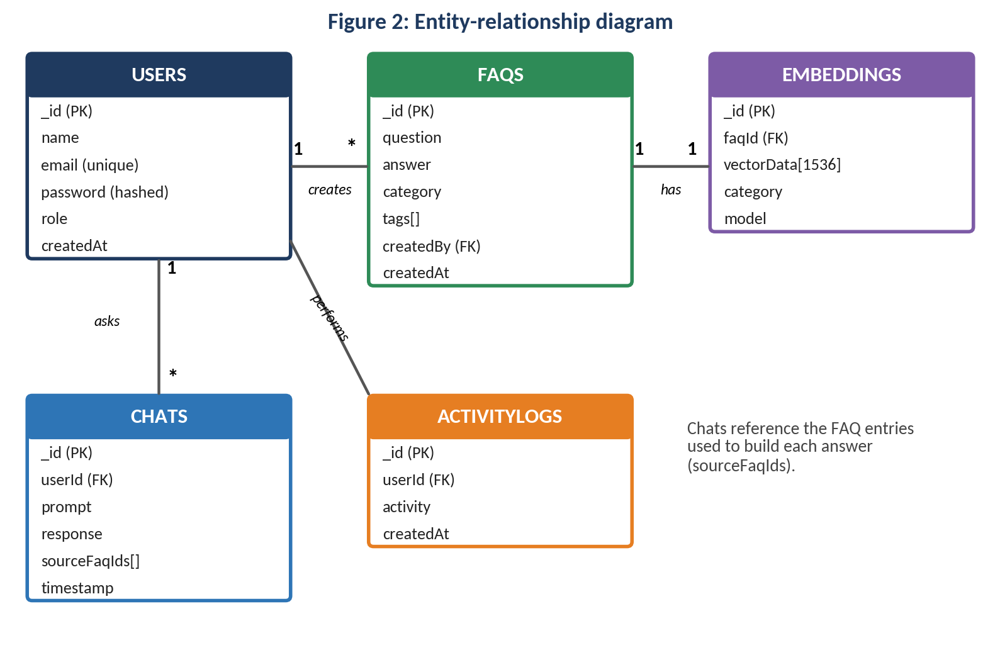 Figure 2: Entity-relationship diagram
USERS
_id (PK)
name
email (unique)
password (hashed)
role
createdAt
1
*
creates
FAQS
_id (PK)
question
answer
category
tags[]
createdBy (FK)
createdAt
1
1
has
EMBEDDINGS
_id (PK)
faqId (FK)
vectorData[1536]
category
model
1
asks
*
performs
CHATS
_id (PK)
userId (FK)
prompt
response
sourceFaqIds[]
timestamp
ACTIVITYLOGS
_id (PK)
userId (FK)
activity
createdAt
Chats reference the FAQ entries
used to build each answer
(sourceFaqIds).